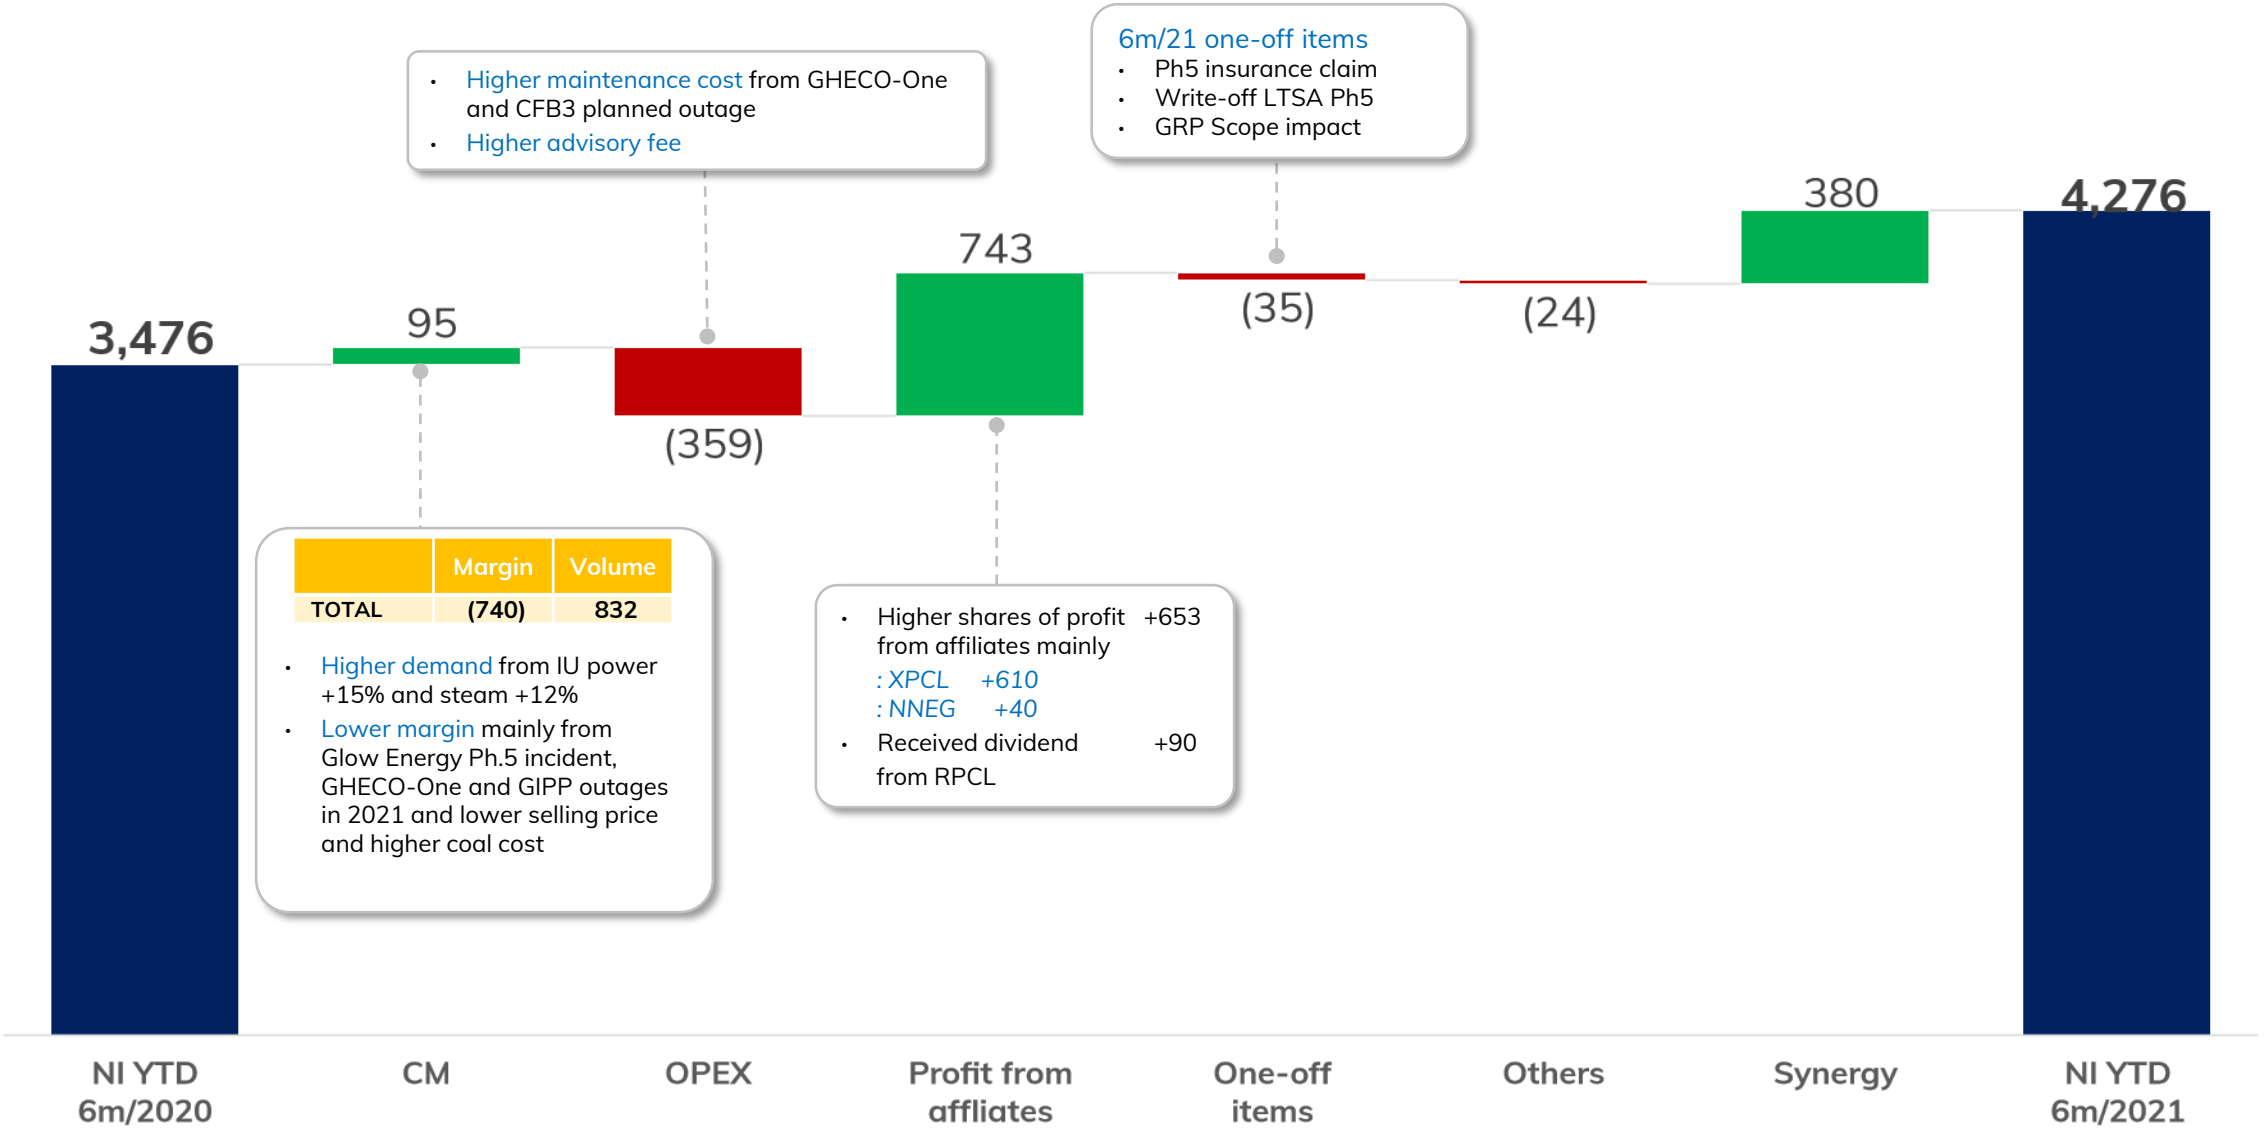 6m/21 one-off items
• Ph5 insurance claim
• Write-off LTSA Ph5
• GRP Scope impact
• Higher maintenance cost from GHECO-One
and CFB3 planned outage
• Higher advisory fee
3,476
95
(359)
743
(35)
(24)
380
4,276
Margin Volume
TOTAL (740) 832
• Higher demand from IU power
+15% and steam +12%
• Lower margin mainly from
Glow Energy Ph.5 incident,
GHECO-One and GIPP outages
in 2021 and lower selling price
and higher coal cost
• Higher shares of profit +653
from affiliates mainly
: XPCL +610
: NNEG +40
• Received dividend +90
from RPCL
NI YTD
6m/2020
CM
OPEX
Profit from
affliates
One-off
items
Others
Synergy
NI YTD
6m/2021